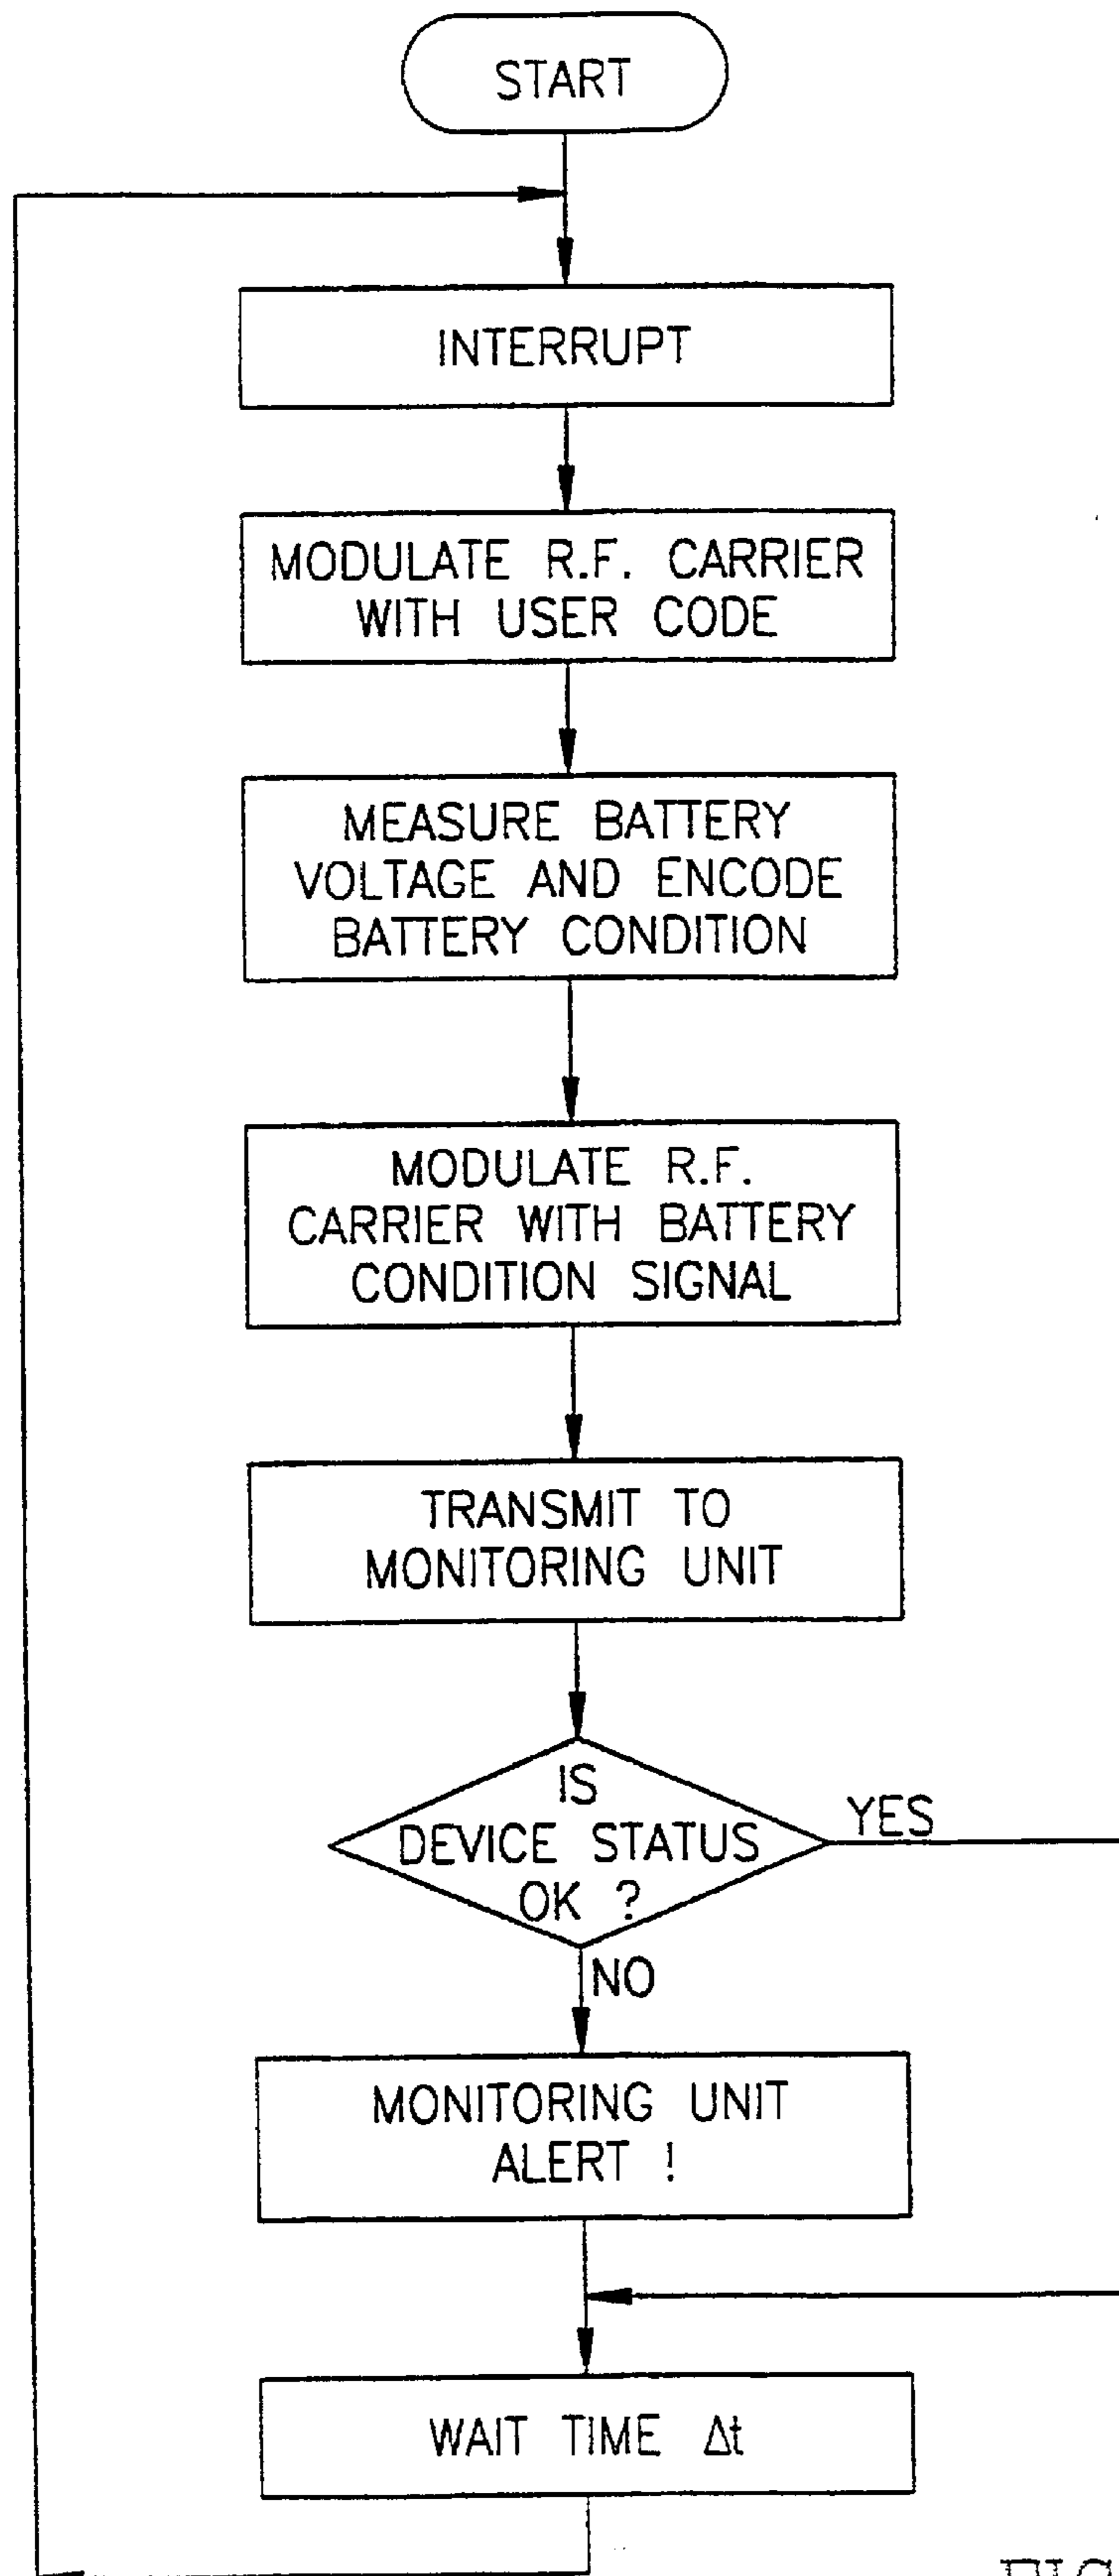 START
INTERRUPT
MODULATE R.F. CARRIER
WITH USER CODE
MEASURE BATTERY
VOLTAGE AND ENCODE
BATTERY CONDITION
MODULATE R.F.
CARRIER WITH BATTERY
CONDITION SIGNAL
TRANSMIT TO
MONITORING UNIT
IS
DEVICE STATUS
OK ?
YES
NO
MONITORING UNIT
ALERT !
WAIT TIME Δt